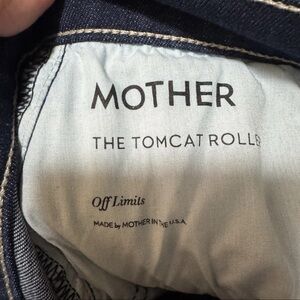 MOTHER
THE TOMCAT ROLLE
Off Limits
MADE by MOTHER IN THE U.S.A.